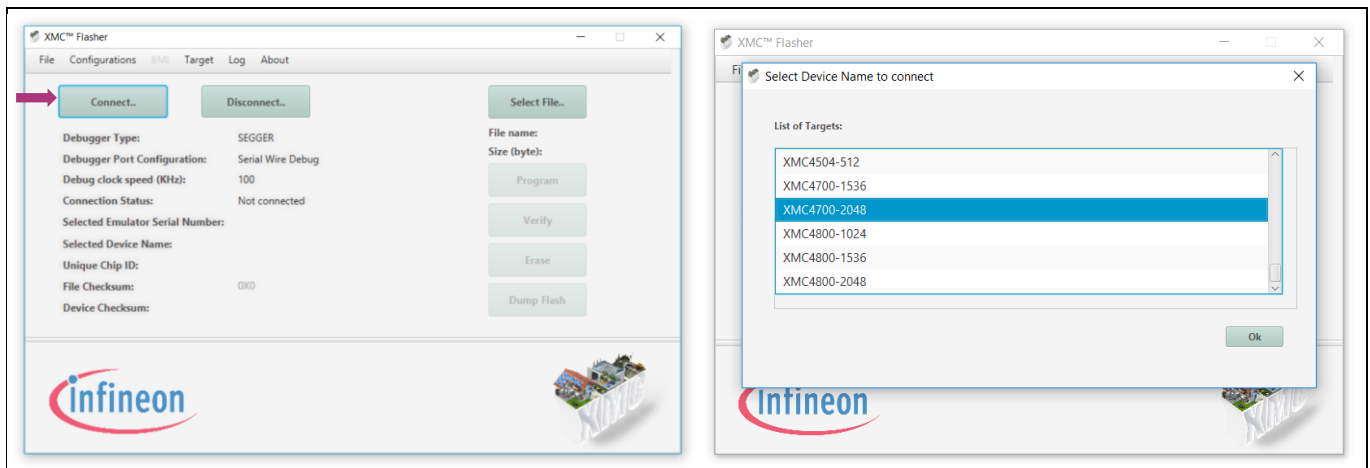 XMC™ Flasher
File Configurations BMI Target Log About
Connect.. Disconnect.. Select File..
Debugger Type: SEGGER
File name:
Debugger Port Configuration: Serial Wire Debug
Size (byte):
Debug clock speed (KHz): 100
Program
Connection Status: Not connected
Selected Emulator Serial Number:
Verify
Selected Device Name:
Unique Chip ID:
Erase
File Checksum: 0X0
Dump Flash
Device Checksum:
infineon
XMC
XMC™ Flasher
Fi
Select Device Name to connect
List of Targets:
XMC4504-512
XMC4700-1536
XMC4700-2048
XMC4800-1024
XMC4800-1536
XMC4800-2048
Ok
infineon